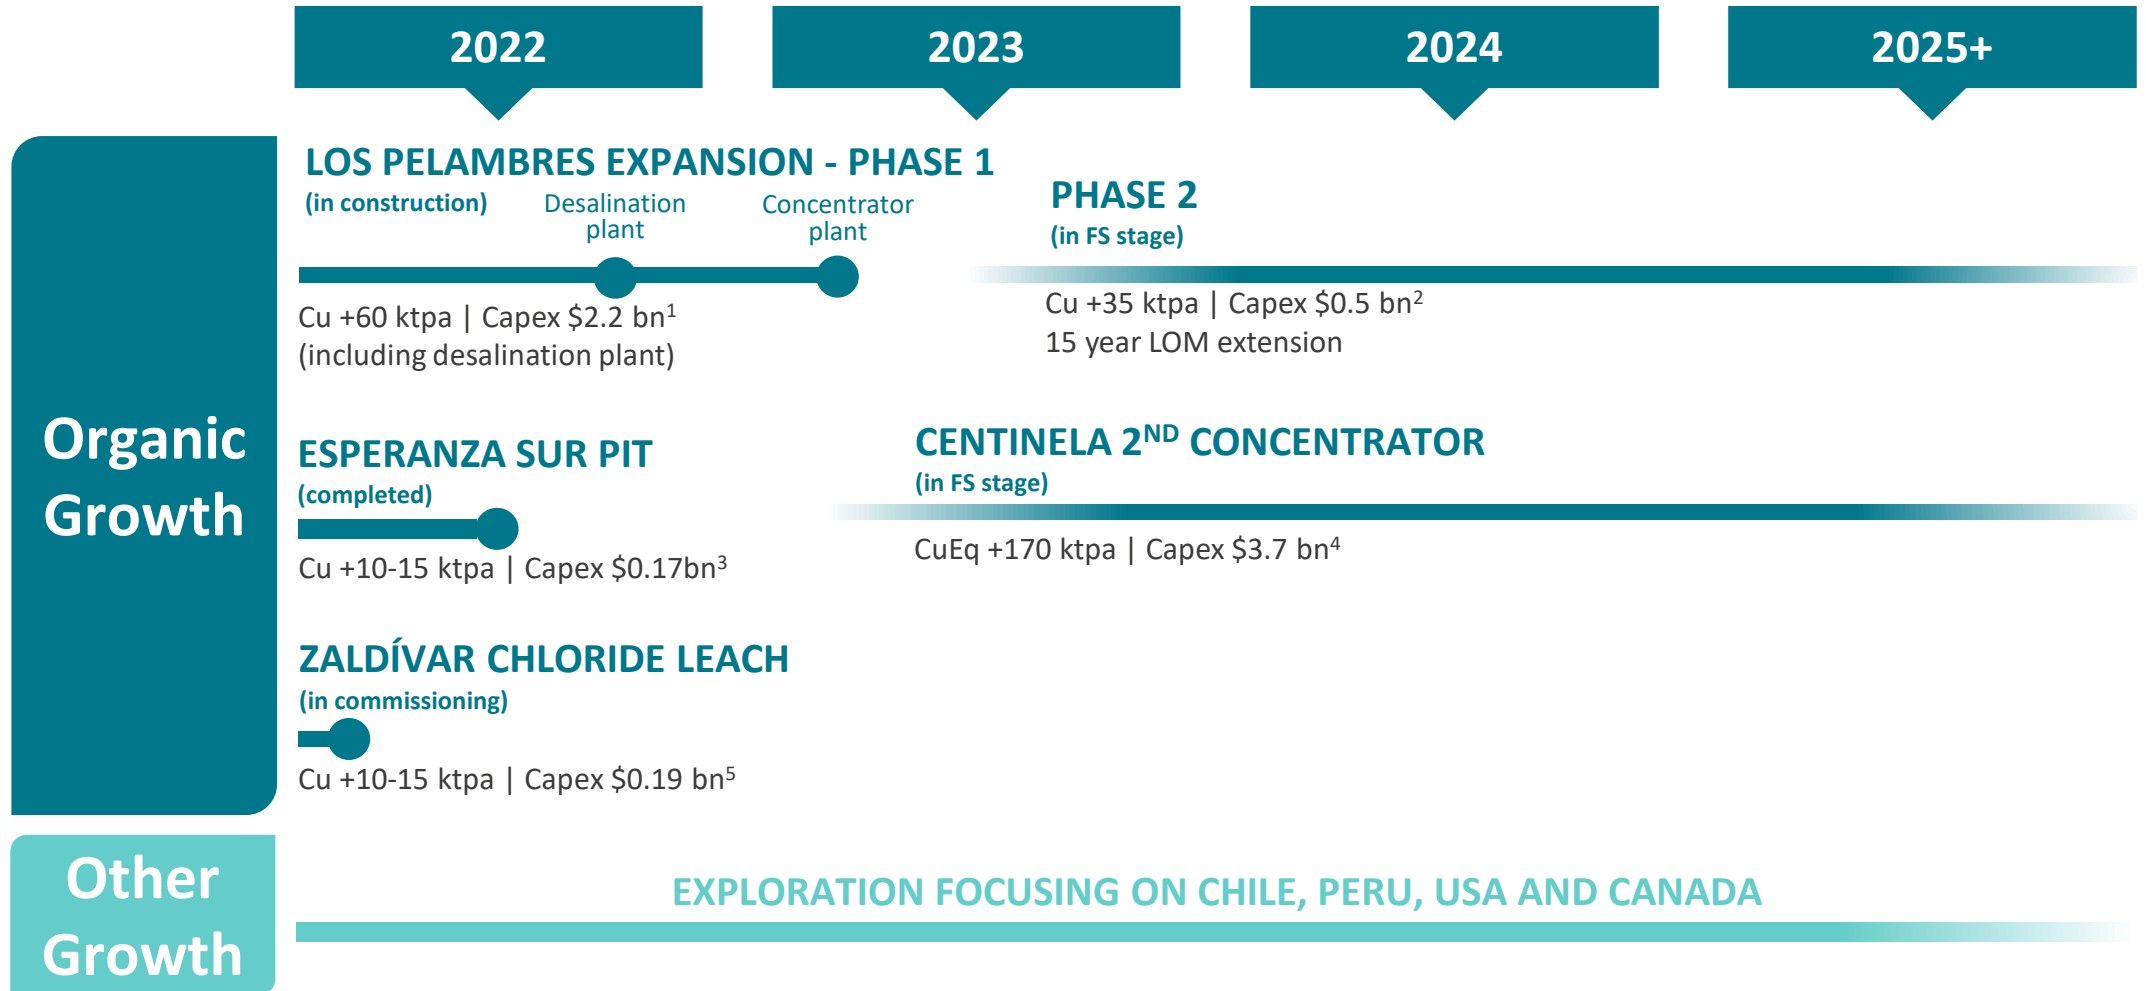 2022
2023
2024
2025+
Organic
Growth
LOS PELAMBRES EXPANSION - PHASE 1
(in construction)
Desalination
plant
Concentrator
plant
Cu +60 ktpa | Capex $2.2 bn¹
(including desalination plant)
PHASE 2
(in FS stage)
Cu +35 ktpa | Capex $0.5 bn²
15 year LOM extension
ESPERANZA SUR PIT
(completed)
Cu +10-15 ktpa | Capex $0.17bn³
CENTINELA 2ND CONCENTRATOR
(in FS stage)
CuEq +170 ktpa | Capex $3.7 bn⁴
ZALDÍVAR CHLORIDE LEACH
(in commissioning)
Cu +10-15 ktpa | Capex $0.19 bn⁵
Other
Growth
EXPLORATION FOCUSING ON CHILE, PERU, USA AND CANADA